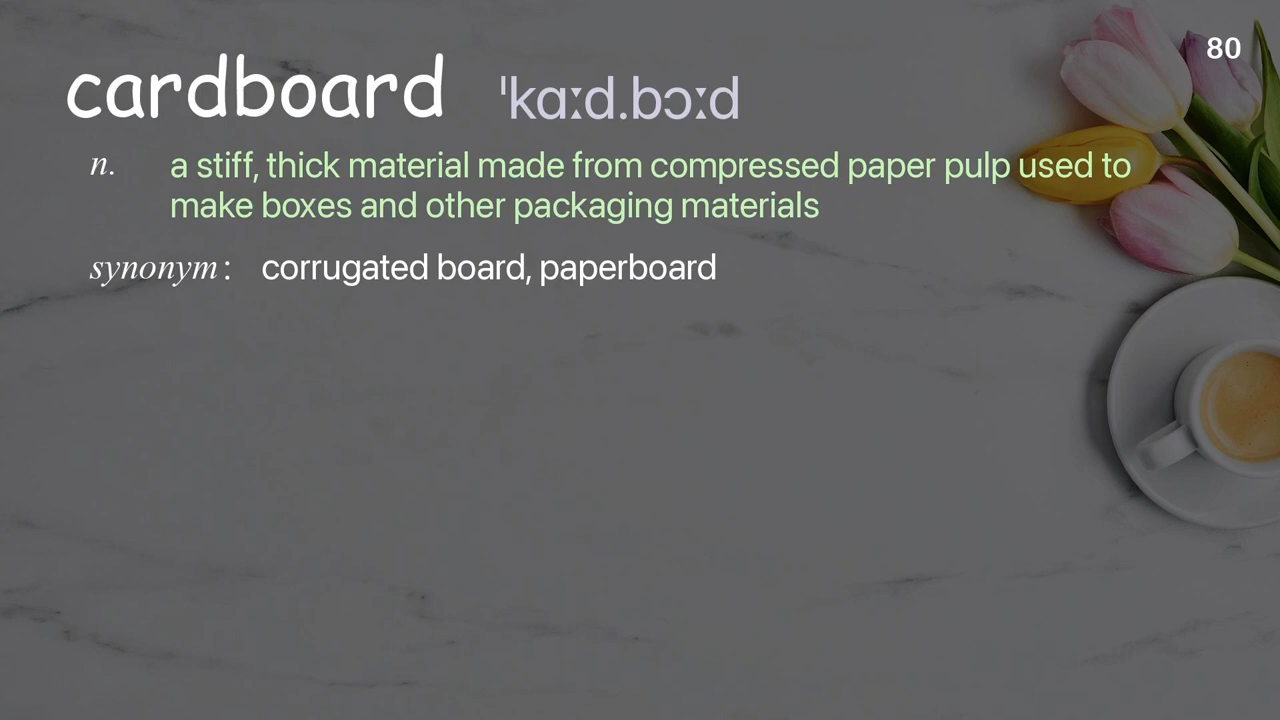 80
cardboard ˈkɑːd.bɔːd
n. a stiff, thick material made from compressed paper pulp used to
make boxes and other packaging materials
synonym: corrugated board, paperboard